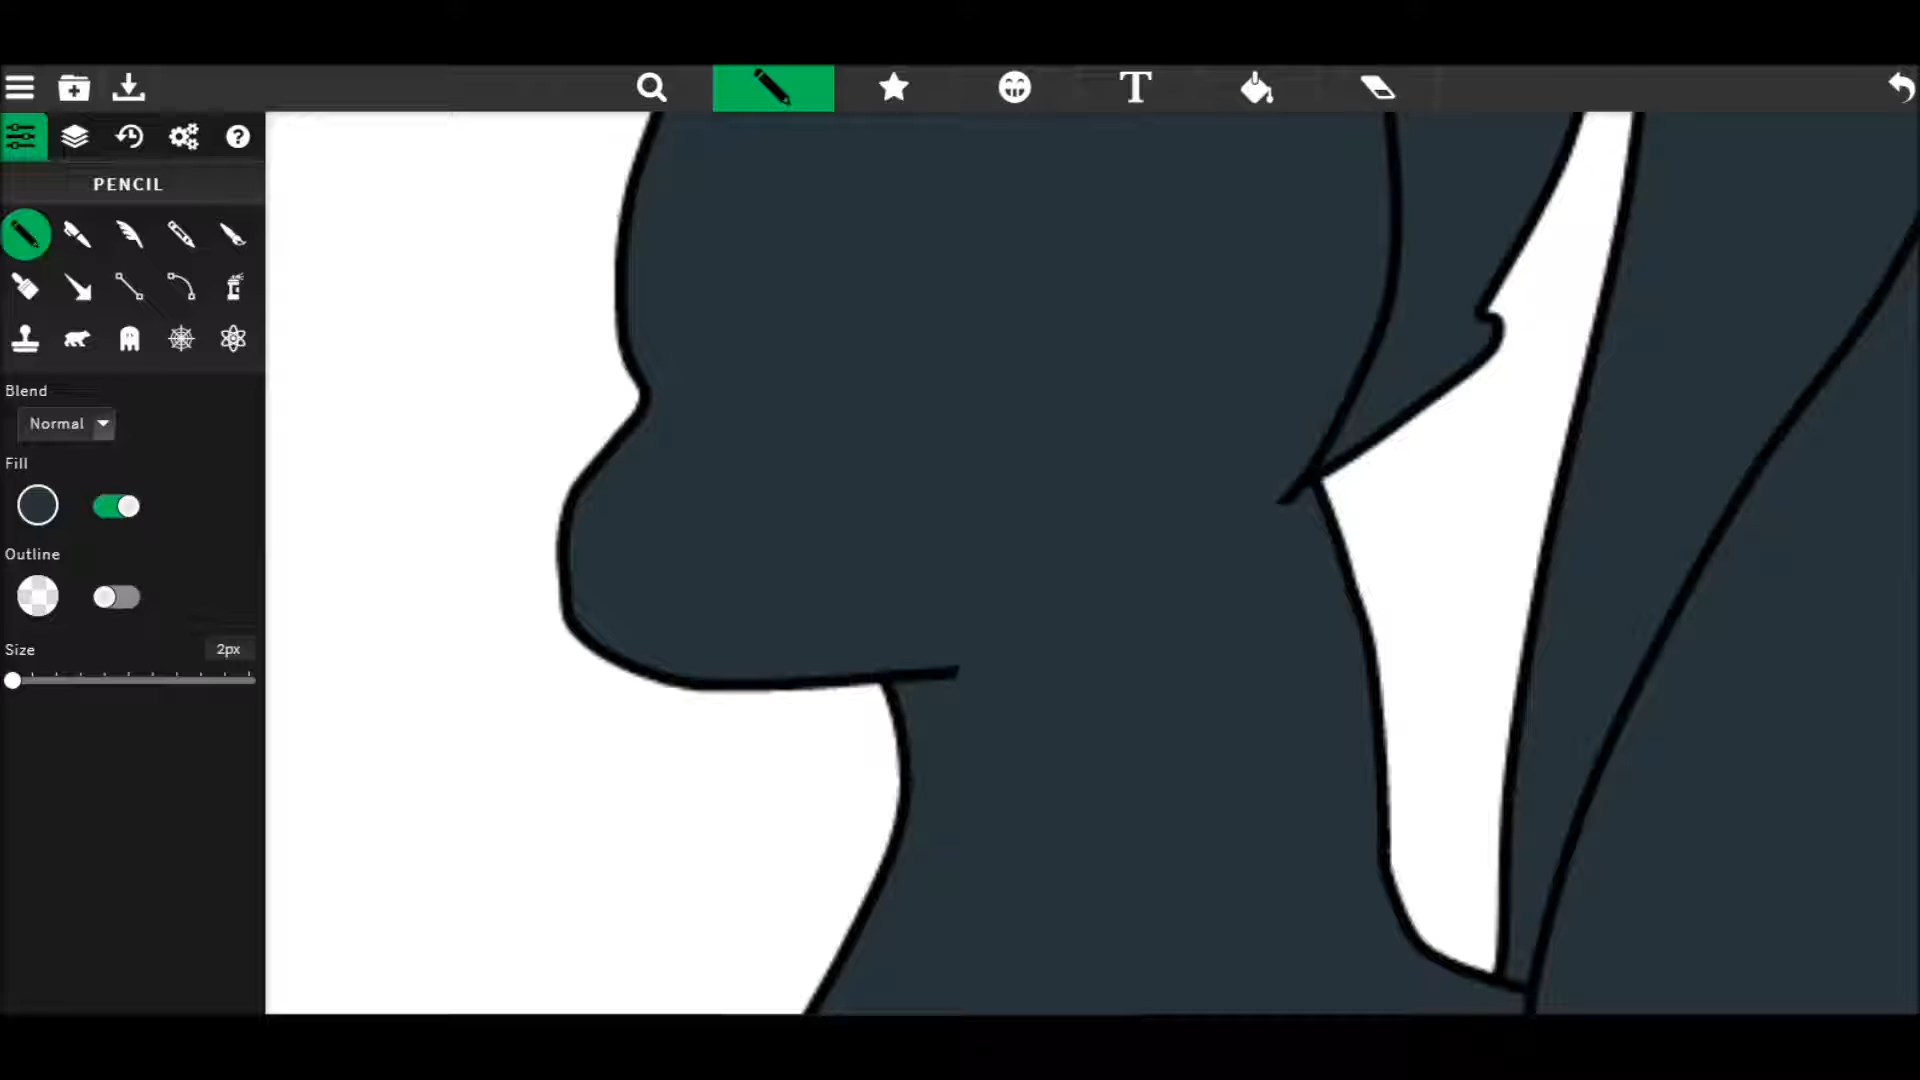 T
PENCIL
Blend
Normal
Fill
Outline
Size
2px